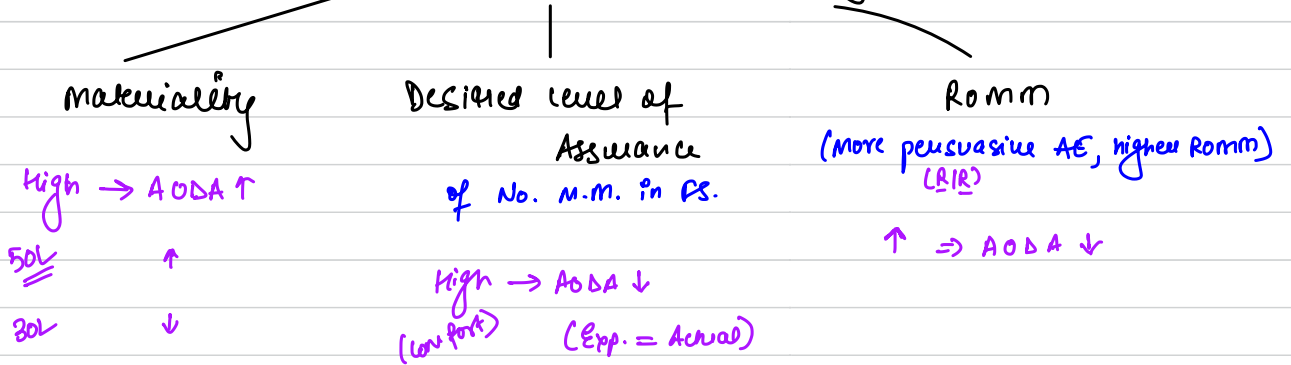 Materiality
High → AODA ↑
50L ↑
30L ↓
Desired level of
Assurance
of No. M.M. in FS.
High → AODA ↓
(comfort) (Exp. = Actual)
ROMM
(More persuasive AE, higher ROMM)
(RIR)
↑ ⇒ AODA ↓